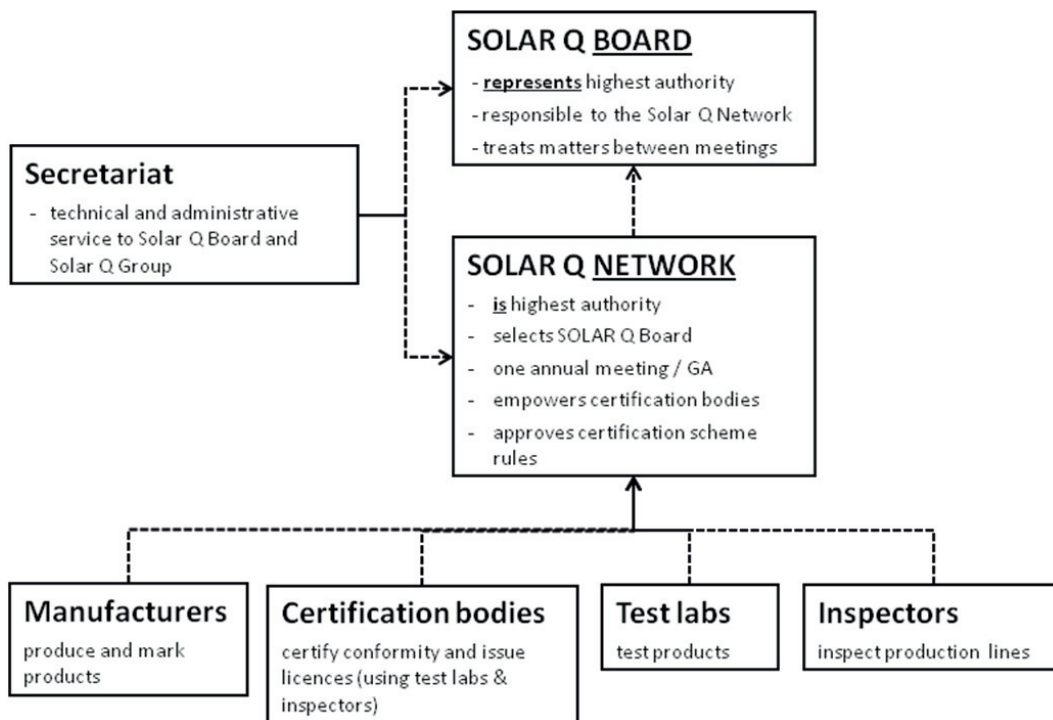 SOLAR Q BOARD
- represents highest authority
- responsible to the Solar Q Network
- treats matters between meetings
Secretariat
- technical and administrative
service to Solar Q Board and
Solar Q Group
SOLAR Q NETWORK
- is highest authority
- selects SOLAR Q Board
- one annual meeting / GA
- empowers certification bodies
- approves certification scheme
rules
Manufacturers
produce and mark
products
Certification bodies
certify conformity and issue
licences (using test labs &
inspectors)
Test labs
test products
Inspectors
inspect production lines